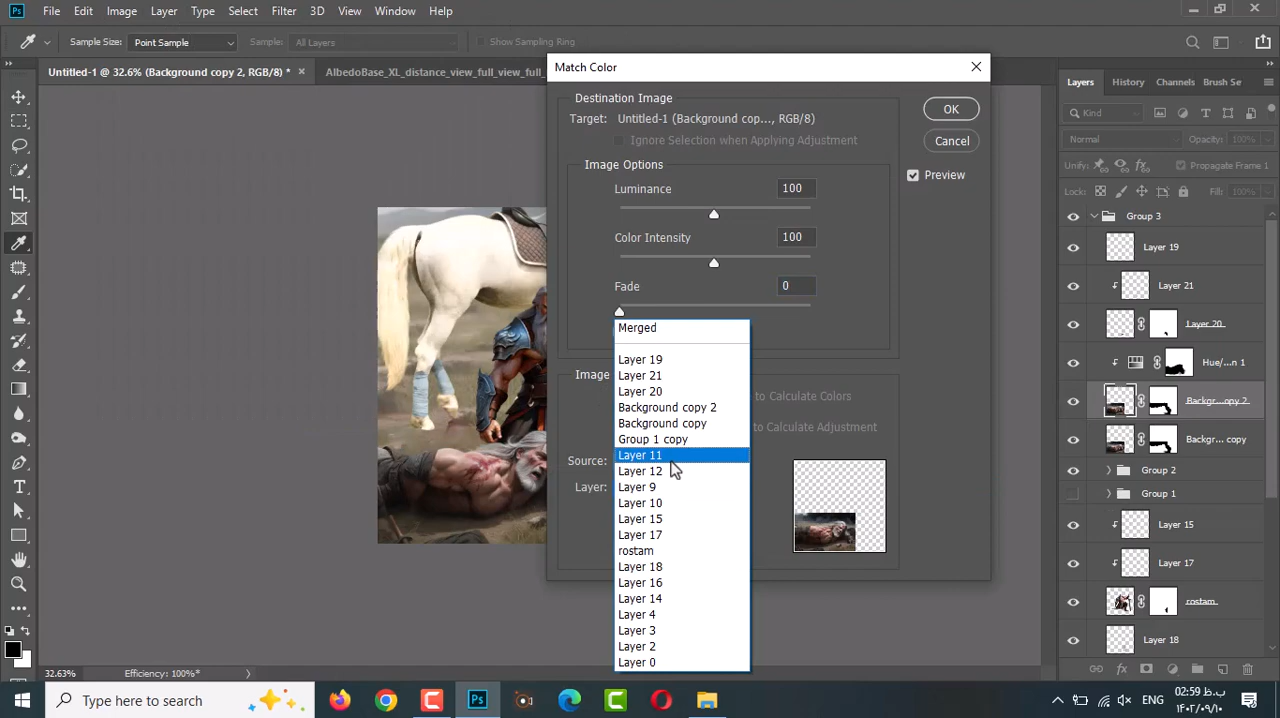 Ps File Edit Image Layer Type Select Filter 3D View Window Help
Sample Size: Point Sample Sample: All Layers Show Sampling Ring
Untitled-1 @ 32.6% (Background copy 2, RGB/8) * × AlbedoBase_XL_distance_view_full_view_full_
Match Color
Destination Image
Target: Untitled-1 (Background cop..., RGB/8)
Ignore Selection when Applying Adjustment
Image Options
Luminance 100
Color Intensity 100
Fade 0
OK
Cancel
Preview
Merged
Layer 19
Layer 21
Layer 20
Background copy 2
Background copy
Group 1 copy
Layer 11
Layer 12
Layer 9
Layer 10
Layer 15
Layer 17
rostam
Layer 18
Layer 16
Layer 14
Layer 4
Layer 3
Layer 2
Layer 0
Image
to Calculate Colors
to Calculate Adjustment
Source:
Layer:
Layers History Channels Brush Se
Kind
Normal Opacity: 100%
Unify: Propagate Frame 1
Lock: Fill: 100%
Group 3
Layer 19
Layer 21
Layer 20
Hue/...n 1
Backgr...opy 2
Backgr... copy
Group 2
Group 1
Layer 15
Layer 17
rostam
Layer 18
32.63% Efficiency: 100%*
Type here to search
Ps
ENG
02:59 ب.ظ
۱۴۰۲/۰۹/۱۰